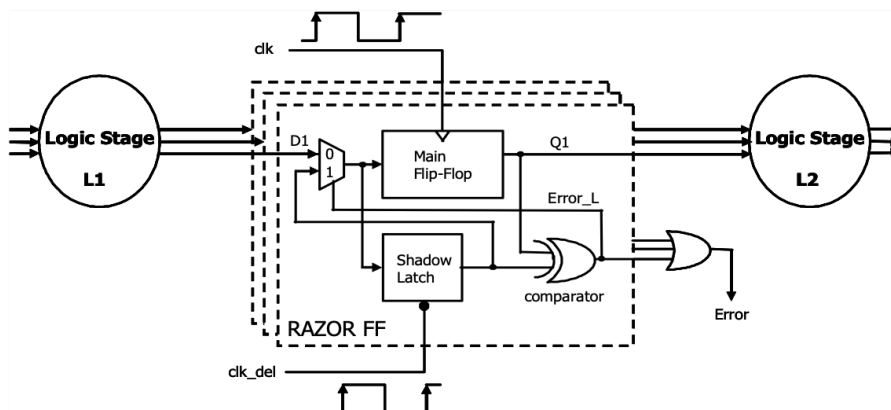 clk
Logic Stage
L1
D1
0
1
Main
Flip-Flop
Q1
Logic Stage
L2
Error_L
Shadow
Latch
comparator
Error
RAZOR FF
clk_del